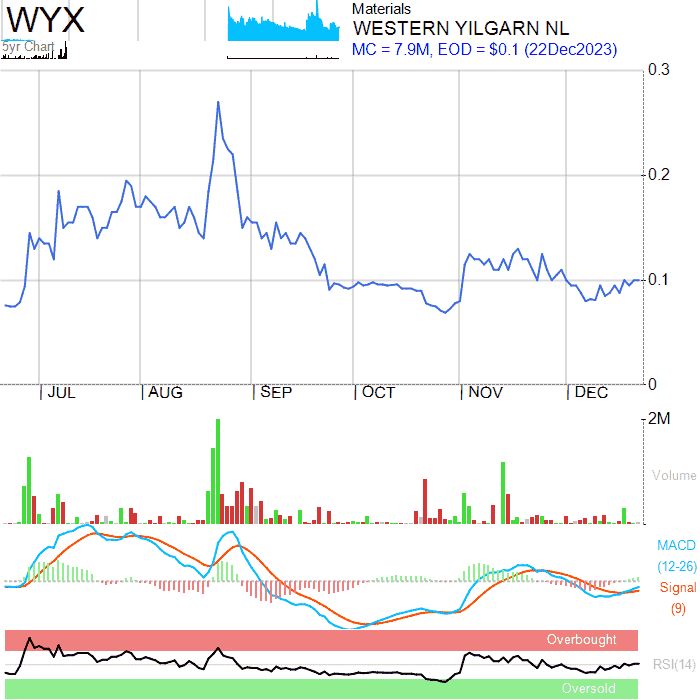 WYX
5yr Chart
Materials
WESTERN YILGARN NL
MC = 7.9M, EOD = $0.1 (22Dec2023)
0.3
0.2
0.1
0
JUL AUG SEP OCT NOV DEC
2M
Volume
MACD
(12-26)
Signal
(9)
Overbought
RSI(14)
Oversold